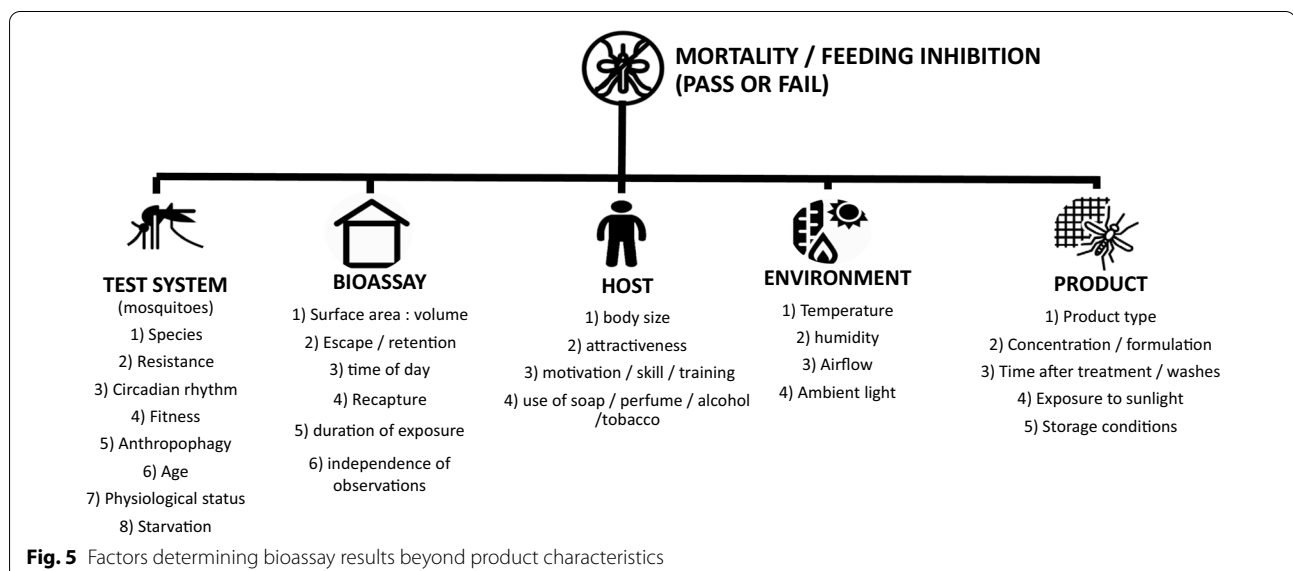 MORTALITY / FEEDING INHIBITION
(PASS OR FAIL)
TEST SYSTEM
(mosquitoes)
1) Species
2) Resistance
3) Circadian rhythm
4) Fitness
5) Anthropophagy
6) Age
7) Physiological status
8) Starvation
BIOASSAY
1) Surface area : volume
2) Escape / retention
3) time of day
4) Recapture
5) duration of exposure
6) independence of
observations
HOST
1) body size
2) attractiveness
3) motivation / skill / training
4) use of soap / perfume / alcohol
/tobacco
ENVIRONMENT
1) Temperature
2) humidity
3) Airflow
4) Ambient light
PRODUCT
1) Product type
2) Concentration / formulation
3) Time after treatment / washes
4) Exposure to sunlight
5) Storage conditions
Fig. 5 Factors determining bioassay results beyond product characteristics